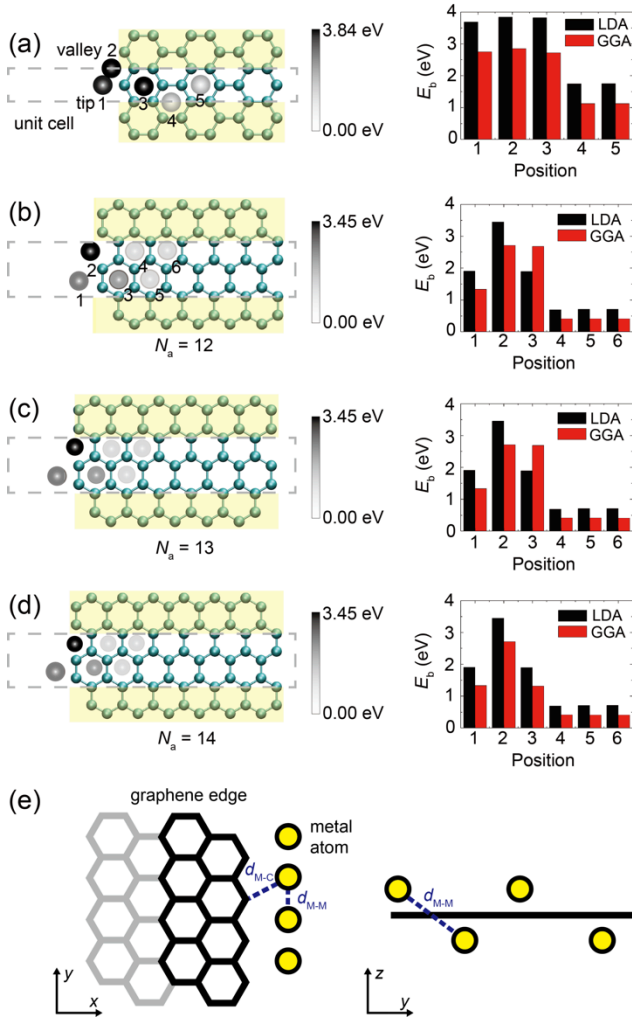 (a)
valley 2
tip 1
3
5
4
unit cell
3.84 eV
0.00 eV
E_b (eV)
4
3
2
1
0
LDA
GGA
1 2 3 4 5
Position
(b)
2
1
4
6
3
5
N_a = 12
3.45 eV
0.00 eV
E_b (eV)
4
3
2
1
0
LDA
GGA
1 2 3 4 5 6
Position
(c)
N_a = 13
3.45 eV
0.00 eV
E_b (eV)
4
3
2
1
0
LDA
GGA
1 2 3 4 5 6
Position
(d)
N_a = 14
3.45 eV
0.00 eV
E_b (eV)
4
3
2
1
0
LDA
GGA
1 2 3 4 5 6
Position
(e)
graphene edge
metal
atom
d_M-C
d_M-M
y
x
d_M-M
z
y